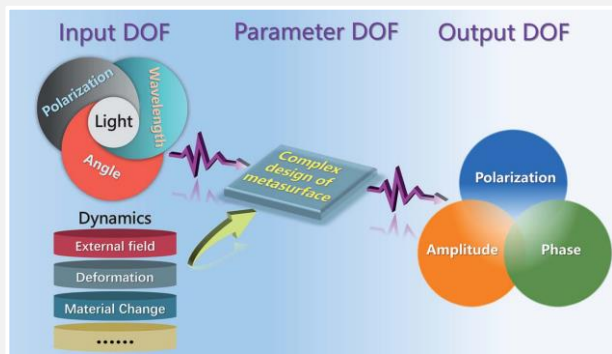 Input DOF
Parameter DOF
Output DOF
Polarization
Wavelength
Light
Angle
Complex
design of
metasurface
Polarization
Amplitude
Phase
Dynamics
External field
Deformation
Material Change
••••••